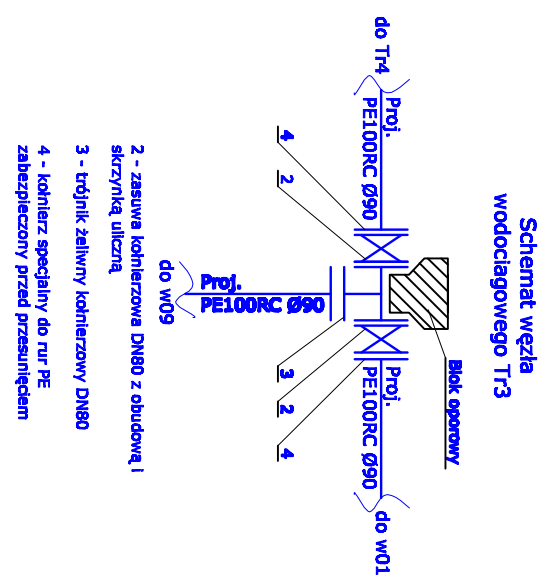 Schemat węzła
wodociagowego Tr3
Blok oporowy
do Tr4
Proj.
PE100RC Ø90
Proj.
PE100RC Ø90
do w01
4
2
3
2
4
Proj.
PE100RC Ø90
do w09
2 - zasuwa kołnierzowa DN80 z obudową i
skrzynką uliczną
3 - trójnik żeliwny kołnierzowy DN80
4 - kołnierz specjalny do rur PE
zabezpieczony przed przesunięciem